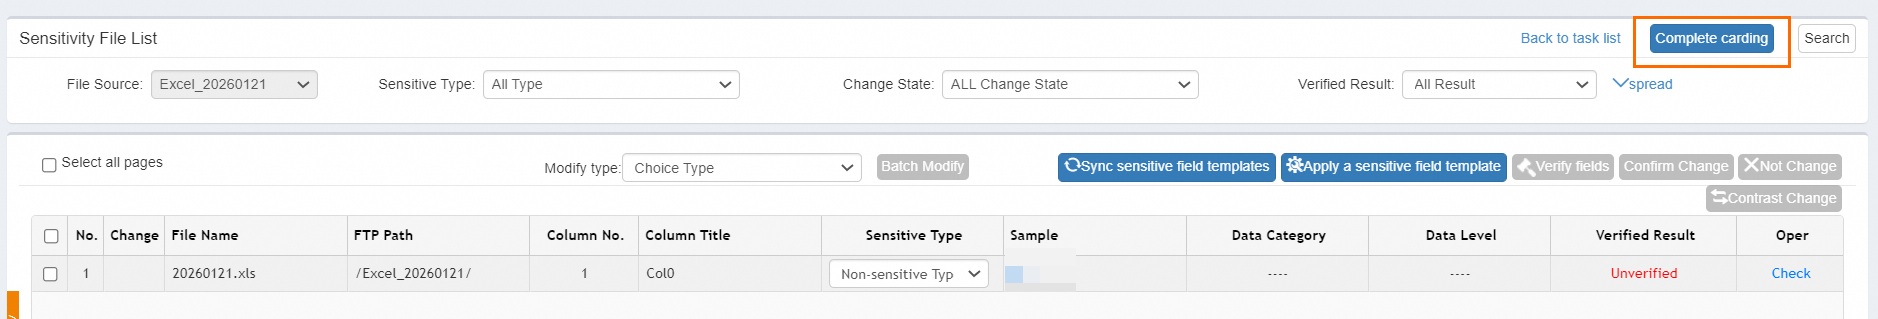 Sensitivity File List Back to task list Complete carding Search
File Source: Excel_20260121 Sensitive Type: All Type Change State: ALL Change State Verified Result: All Result spread
Select all pages Modify type: Choice Type Batch Modify Sync sensitive field templates Apply a sensitive field template Verify fields Confirm Change Not Change
Contrast Change
No. Change File Name FTP Path Column No. Column Title Sensitive Type Sample Data Category Data Level Verified Result Oper
1 20260121.xls /Excel_20260121/ 1 Col0 Non-sensitive Typ ---- ---- Unverified Check